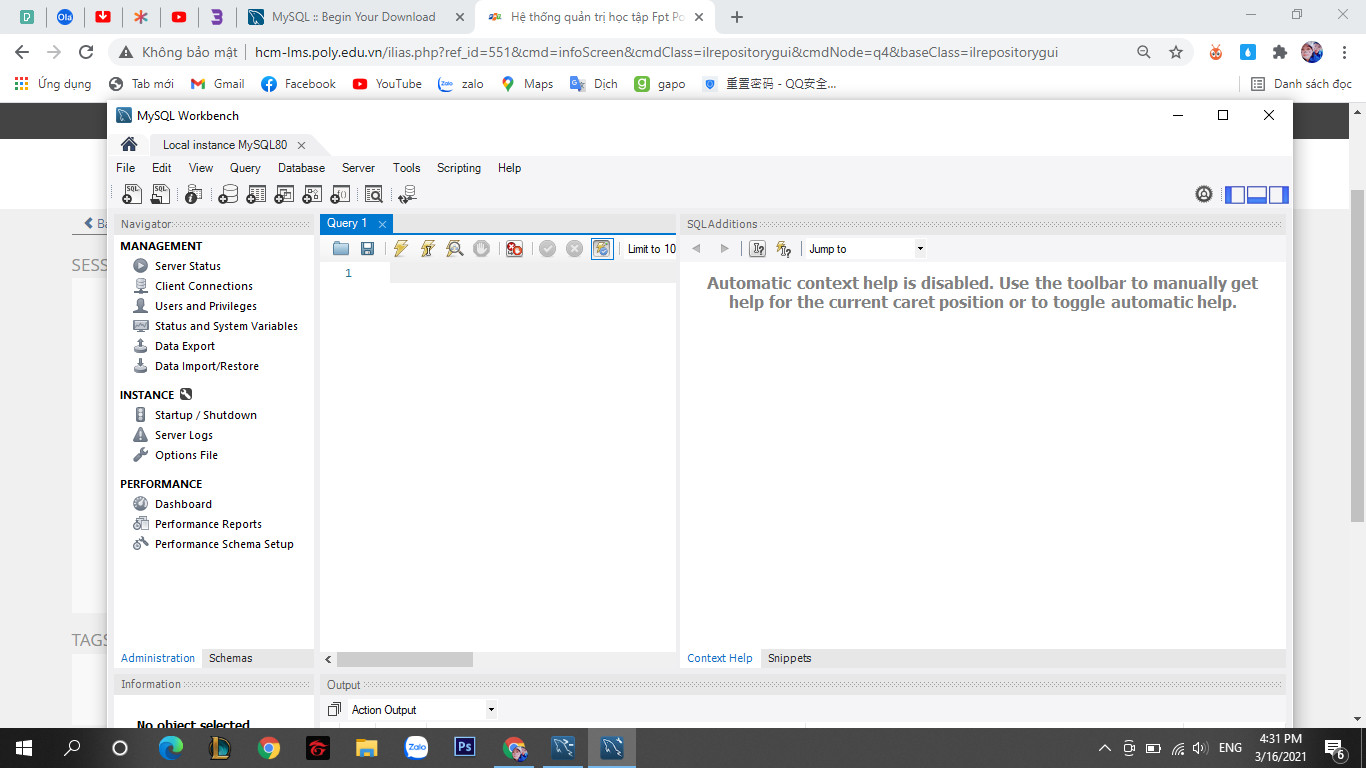 MySQL :: Begin Your Download
Hệ thống quản trị học tập Fpt Po
Không bảo mật
hcm-lms.poly.edu.vn/ilias.php?ref_id=551&cmd=infoScreen&cmdClass=ilrepositorygui&cmdNode=q4&baseClass=ilrepositorygui
Ứng dụng Tab mới Gmail Facebook YouTube zalo Maps Dịch gapo 重置密码 - QQ安全... Danh sách đọc
MySQL Workbench
Local instance MySQL80
File Edit View Query Database Server Tools Scripting Help
Navigator
Query 1
SQLAdditions
MANAGEMENT
Server Status
Client Connections
Users and Privileges
Status and System Variables
Data Export
Data Import/Restore
INSTANCE
Startup / Shutdown
Server Logs
Options File
PERFORMANCE
Dashboard
Performance Reports
Performance Schema Setup
Administration Schemas
Information
No object selected
Limit to 10
1
Jump to
Automatic context help is disabled. Use the toolbar to manually get
help for the current caret position or to toggle automatic help.
Context Help Snippets
Output
Action Output
Ba
SESS
TAGS
Ola
Zalo
Ps
ENG
4:31 PM
3/16/2021
6